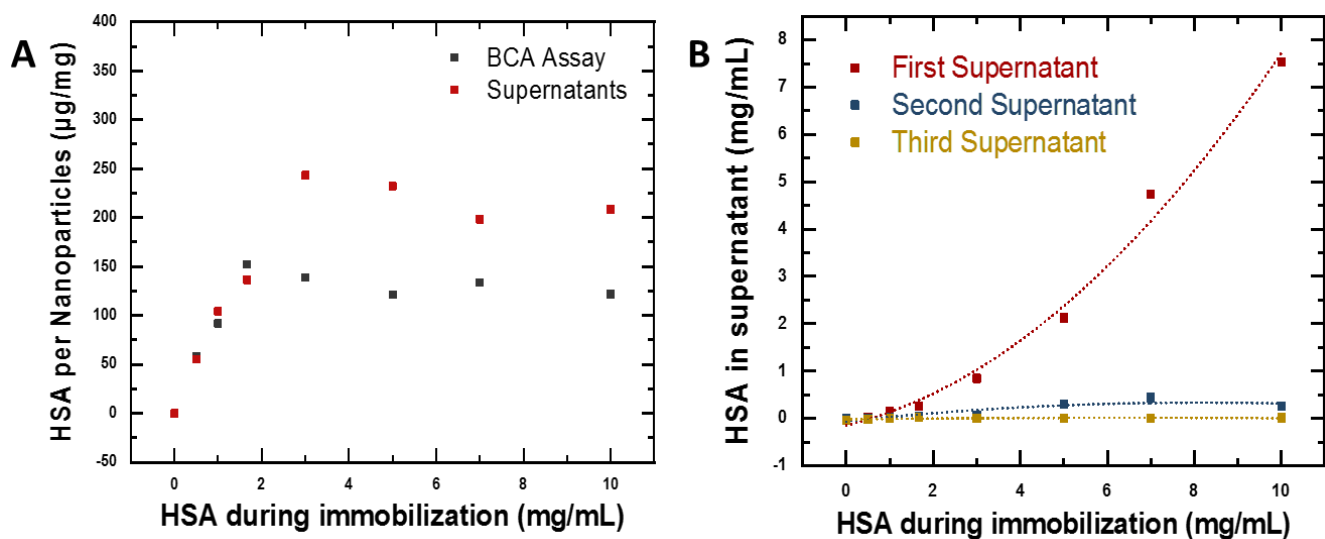 A
HSA per Nanoparticles (µg/mg)
400
350
300
250
200
150
100
50
0
-50
BCA Assay
Supernatants
0
2
4
6
8
10
HSA during immobilization (mg/mL)
B
HSA in supernatant (mg/mL)
8
7
6
5
4
3
2
1
0
-1
First Supernatant
Second Supernatant
Third Supernatant
0
2
4
6
8
10
HSA during immobilization (mg/mL)